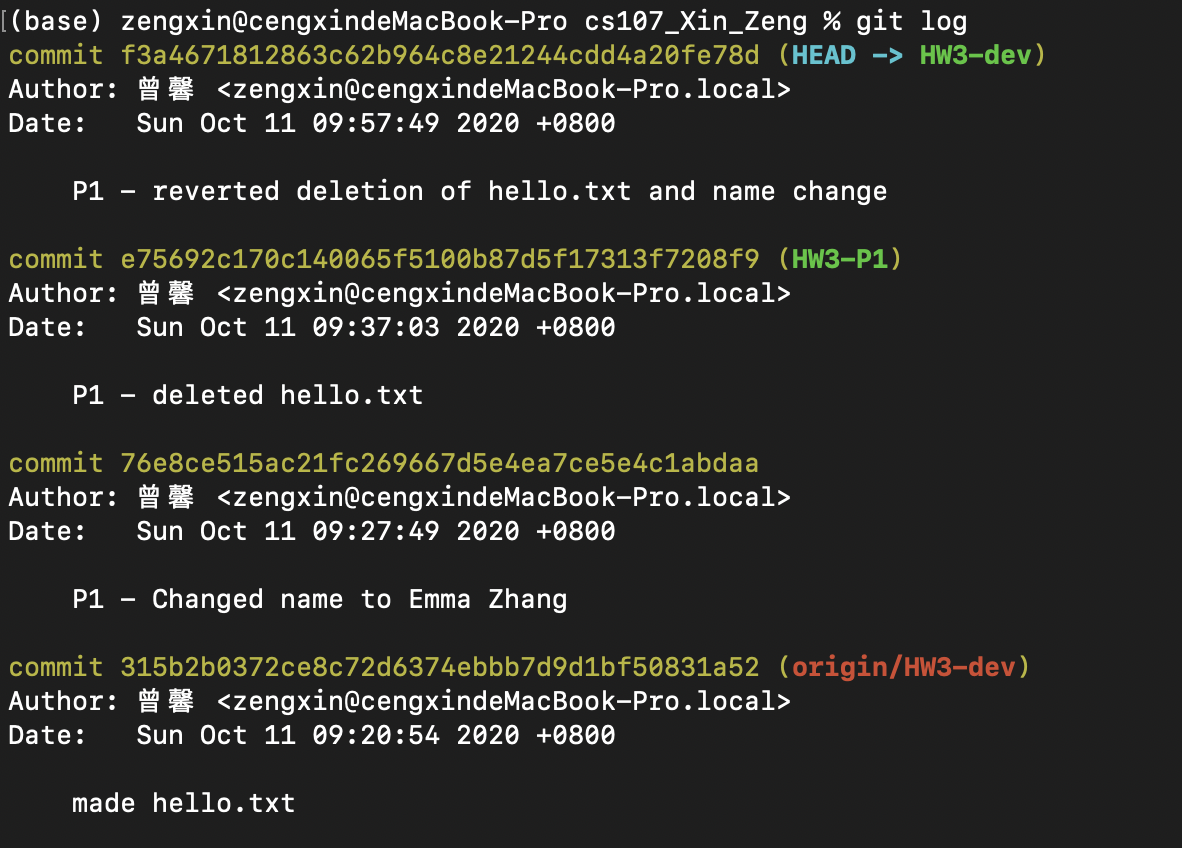 (base) zengxin@cengxindeMacBook-Pro cs107_Xin_Zeng % git log
commit f3a4671812863c62b964c8e21244cdd4a20fe78d (HEAD -> HW3-dev)
Author: 曾馨 <zengxin@cengxindeMacBook-Pro.local>
Date:   Sun Oct 11 09:57:49 2020 +0800
    P1 - reverted deletion of hello.txt and name change
commit e75692c170c140065f5100b87d5f17313f7208f9 (HW3-P1)
Author: 曾馨 <zengxin@cengxindeMacBook-Pro.local>
Date:   Sun Oct 11 09:37:03 2020 +0800
    P1 - deleted hello.txt
commit 76e8ce515ac21fc269667d5e4ea7ce5e4c1abdaa
Author: 曾馨 <zengxin@cengxindeMacBook-Pro.local>
Date:   Sun Oct 11 09:27:49 2020 +0800
    P1 - Changed name to Emma Zhang
commit 315b2b0372ce8c72d6374ebbb7d9d1bf50831a52 (origin/HW3-dev)
Author: 曾馨 <zengxin@cengxindeMacBook-Pro.local>
Date:   Sun Oct 11 09:20:54 2020 +0800
    made hello.txt